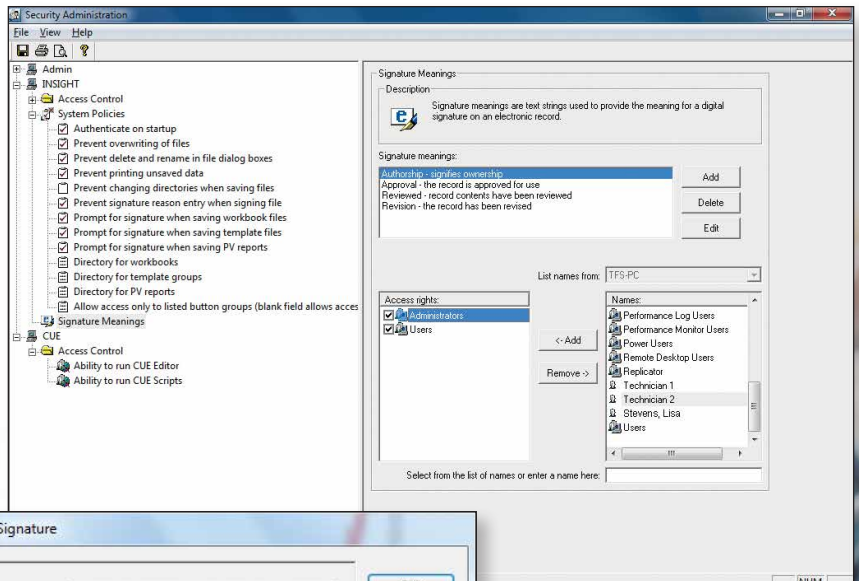 Security Administration
File View Help
Admin
INSIGHT
Access Control
System Policies
Authenticate on startup
Prevent overwriting of files
Prevent delete and rename in file dialog boxes
Prevent printing unsaved data
Prevent changing directories when saving files
Prevent signature reason entry when signing file
Prompt for signature when saving workbook files
Prompt for signature when saving template files
Prompt for signature when saving PV reports
Directory for workbooks
Directory for template groups
Directory for PV reports
Allow access only to listed button groups (blank field allows acces
Signature Meanings
CUE
Access Control
Ability to run CUE Editor
Ability to run CUE Scripts
Signature Meanings
Description
Signature meanings are text strings used to provide the meaning for a digital
signature on an electronic record.
Signature meanings:
Authorship - signifies ownership
Approval - the record is approved for use
Reviewed - record contents have been reviewed
Revision - the record has been revised
Add
Delete
Edit
List names from: TFS-PC
Access rights:
Administrators
Users
<- Add
Remove ->
Names:
Performance Log Users
Performance Monitor Users
Power Users
Remote Desktop Users
Replicator
Technician 1
Technician 2
Stevens, Lisa
Users
Select from the list of names or enter a name here:
Signature
NUM